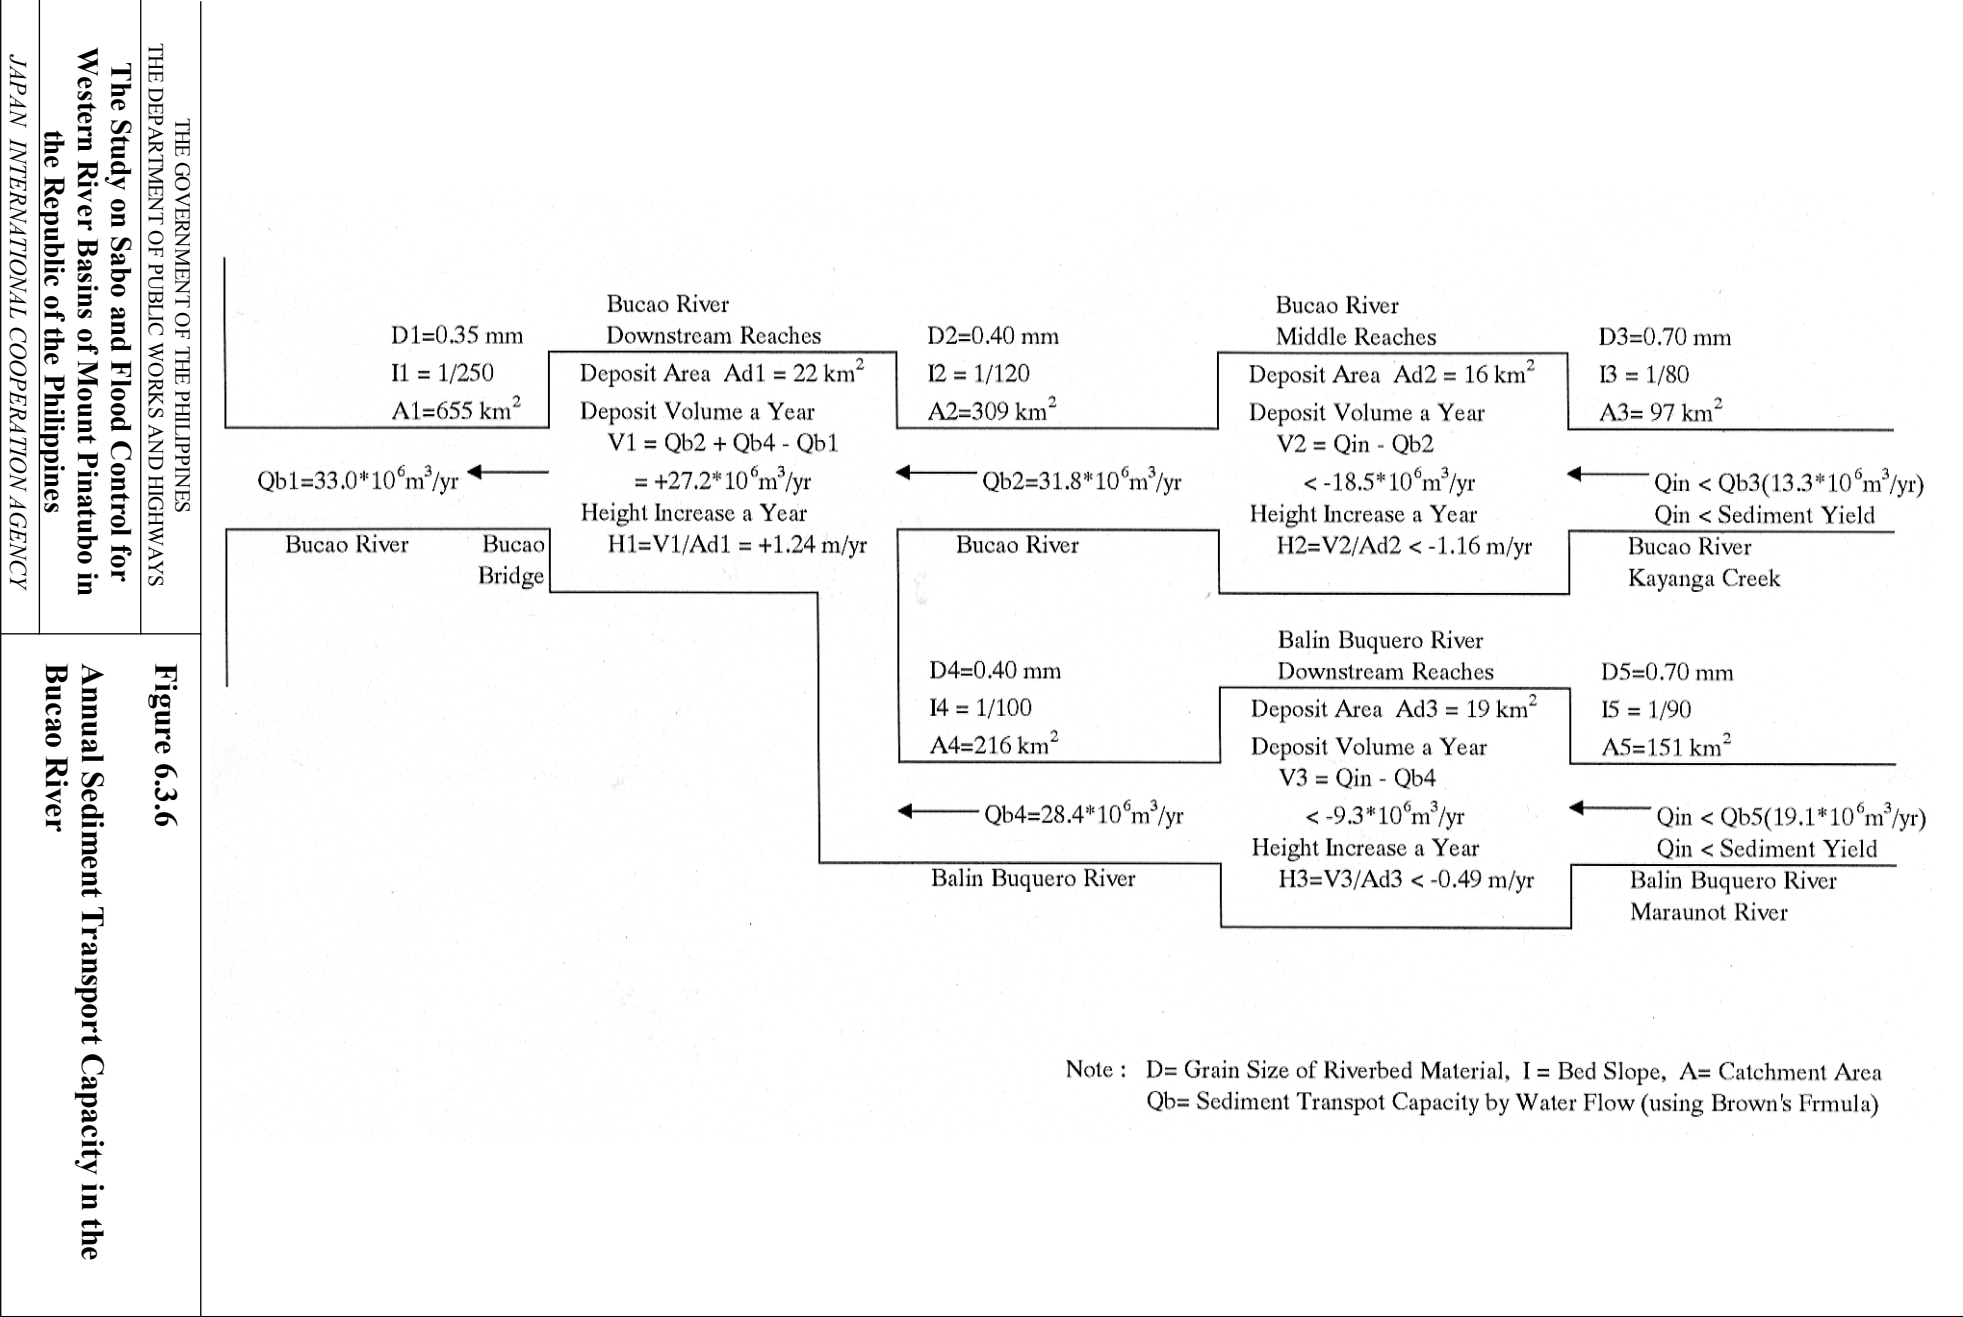 THE GOVERNMENT OF THE PHILIPPINES
THE DEPARTMENT OF PUBLIC WORKS AND HIGHWAYS
The Study on Sabo and Flood Control for
Western River Basins of Mount Pinatubo in
the Republic of the Philippines
JAPAN INTERNATIONAL COOPERATION AGENCY
Figure 6.3.6
Annual Sediment Transport Capacity in the
Bucao River
D1=0.35 mm
I1 = 1/250
A1=655 km²
Qb1=33.0*10⁶m³/yr
Bucao River
Bucao
Bridge
Bucao River
Downstream Reaches
Deposit Area Ad1 = 22 km²
Deposit Volume a Year
V1 = Qb2 + Qb4 - Qb1
= +27.2*10⁶m³/yr
Height Increase a Year
H1=V1/Ad1 = +1.24 m/yr
D2=0.40 mm
I2 = 1/120
A2=309 km²
Qb2=31.8*10⁶m³/yr
Bucao River
Bucao River
Middle Reaches
Deposit Area Ad2 = 16 km²
Deposit Volume a Year
V2 = Qin - Qb2
< -18.5*10⁶m³/yr
Height Increase a Year
H2=V2/Ad2 < -1.16 m/yr
D3=0.70 mm
I3 = 1/80
A3= 97 km²
Qin < Qb3(13.3*10⁶m³/yr)
Qin < Sediment Yield
Bucao River
Kayanga Creek
D4=0.40 mm
I4 = 1/100
A4=216 km²
Qb4=28.4*10⁶m³/yr
Balin Buquero River
Balin Buquero River
Downstream Reaches
Deposit Area Ad3 = 19 km²
Deposit Volume a Year
V3 = Qin - Qb4
< -9.3*10⁶m³/yr
Height Increase a Year
H3=V3/Ad3 < -0.49 m/yr
D5=0.70 mm
I5 = 1/90
A5=151 km²
Qin < Qb5(19.1*10⁶m³/yr)
Qin < Sediment Yield
Balin Buquero River
Maraunot River
Note : D= Grain Size of Riverbed Material, I = Bed Slope, A= Catchment Area
Qb= Sediment Transpot Capacity by Water Flow (using Brown's Frmula)